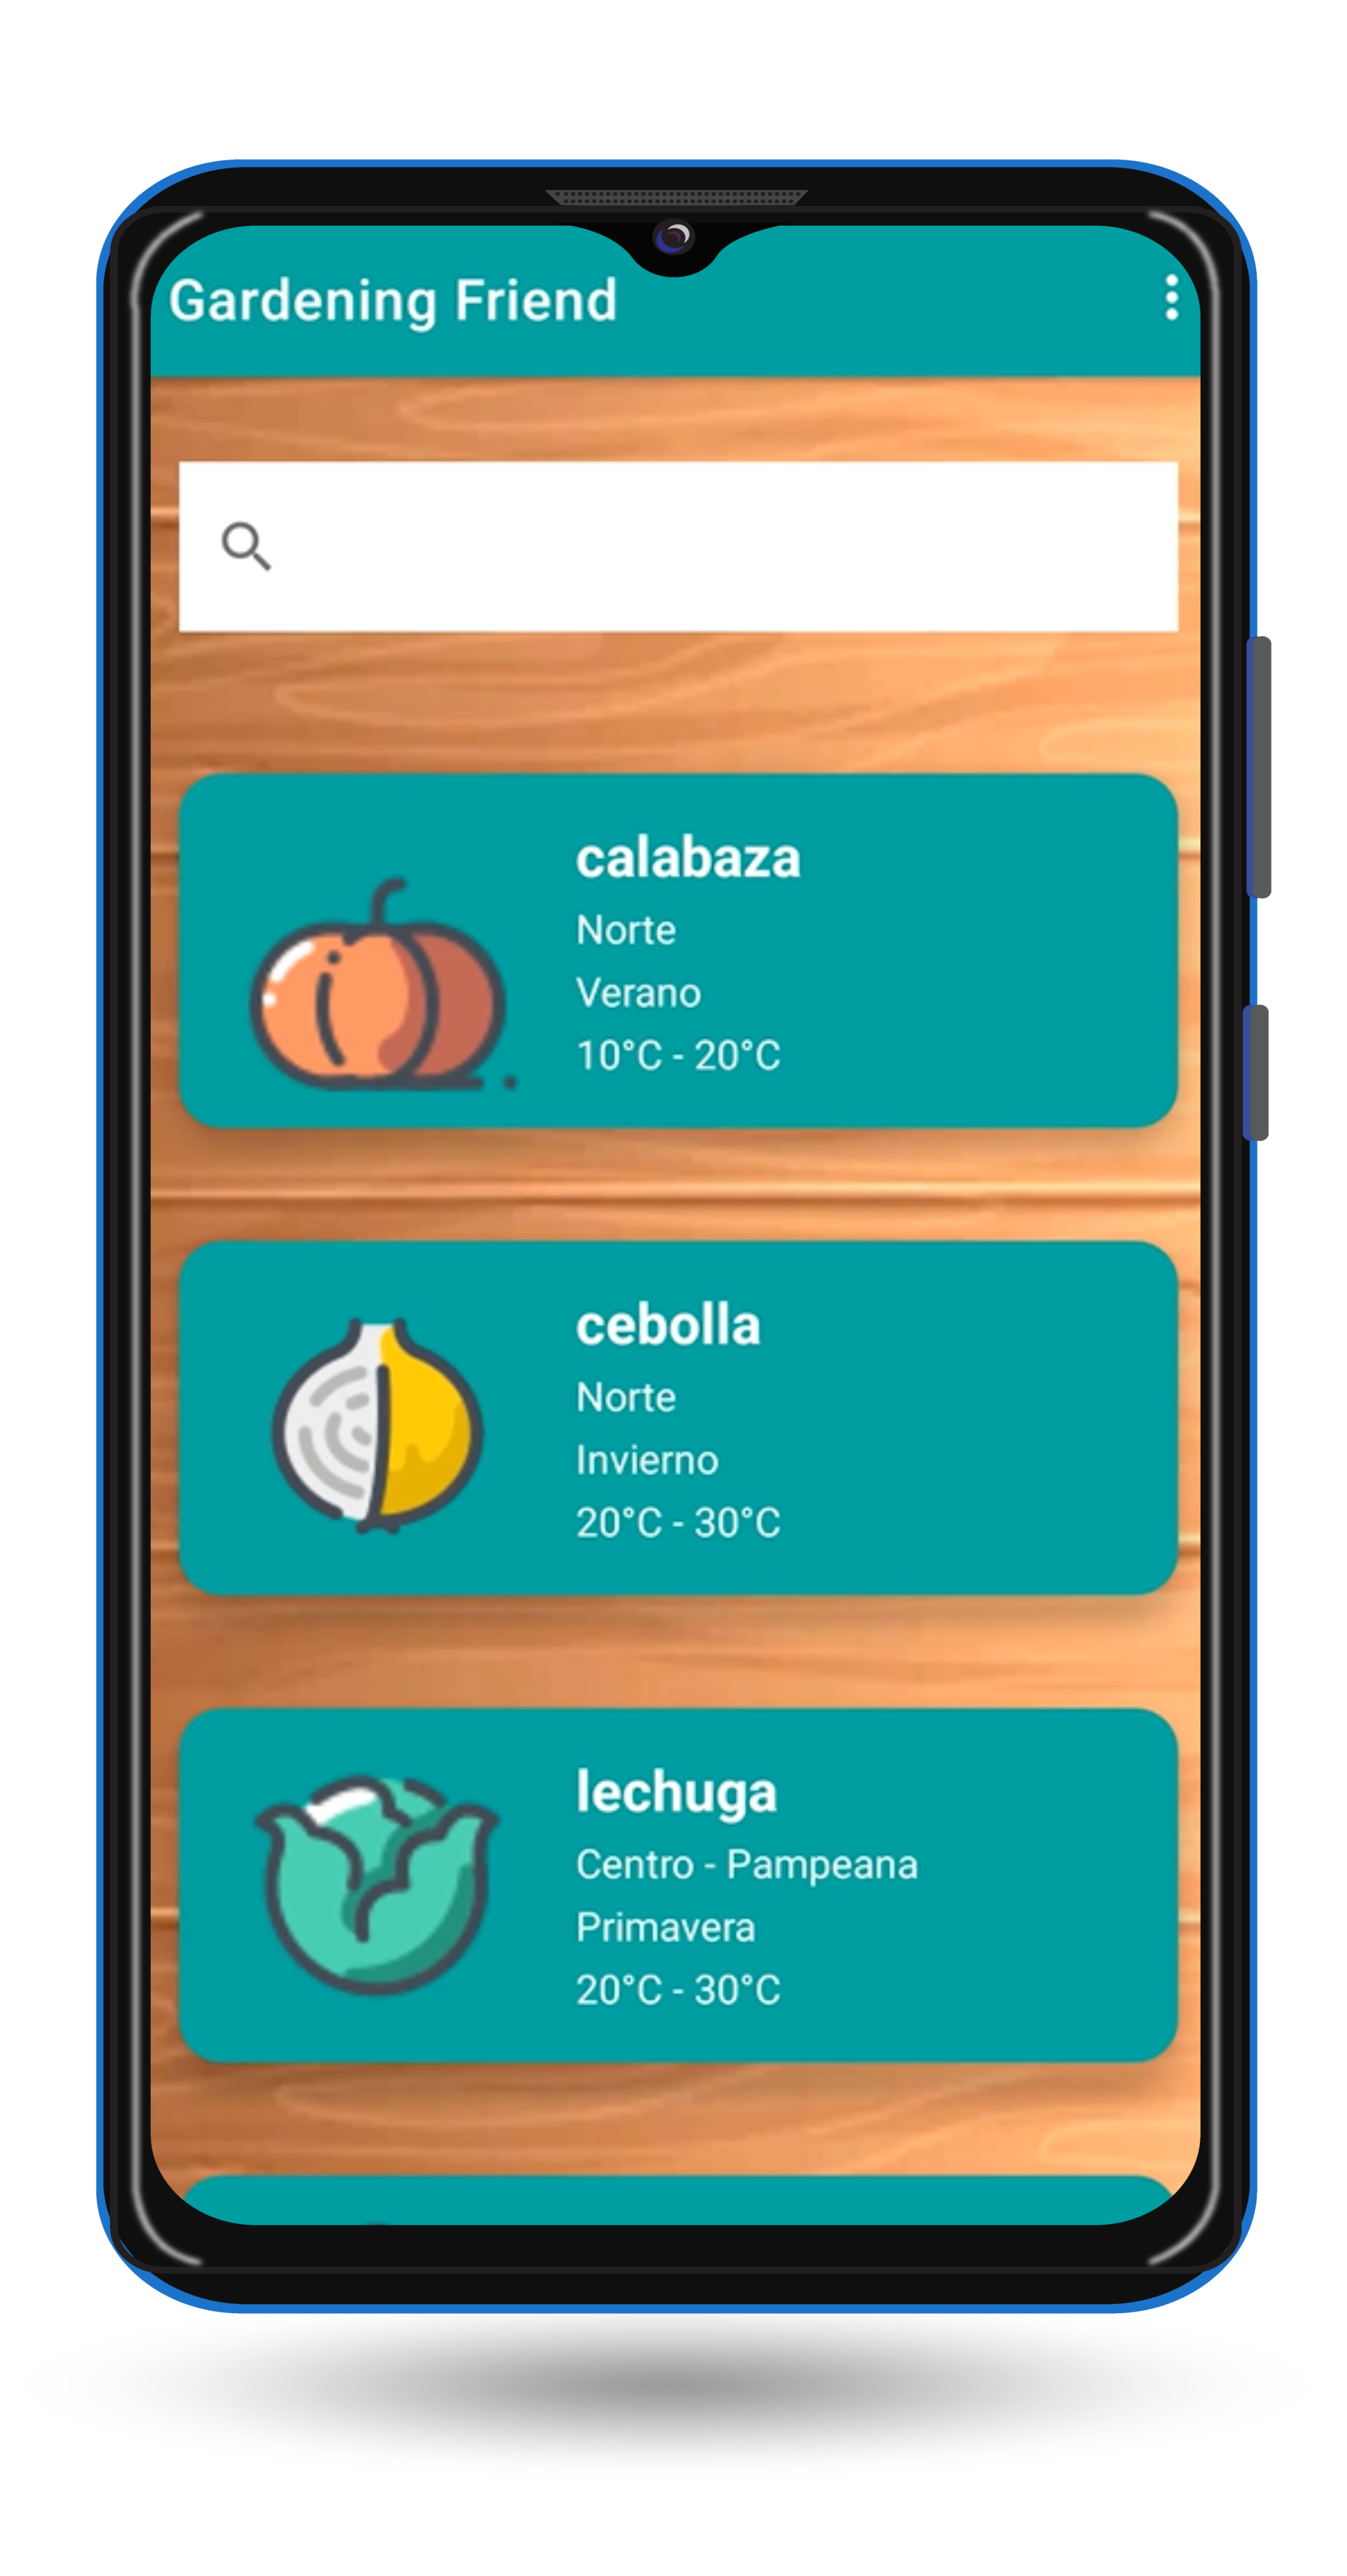 Gardening Friend
calabaza
Norte
Verano
10°C - 20°C
cebolla
Norte
Invierno
20°C - 30°C
lechuga
Centro - Pampeana
Primavera
20°C - 30°C